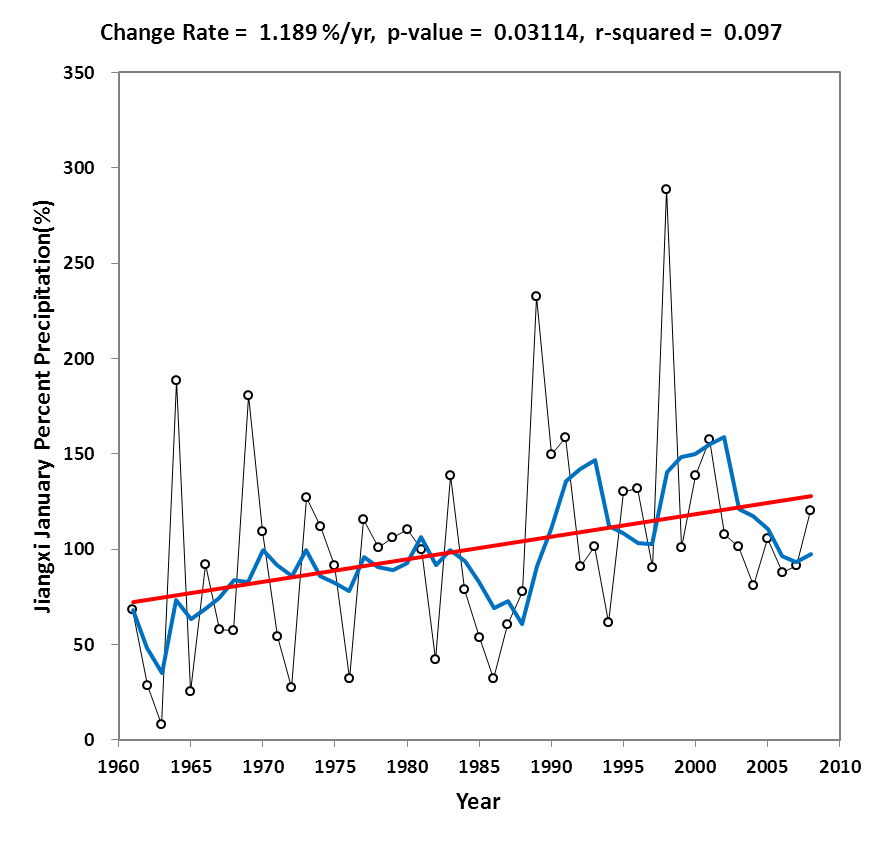 Change Rate = 1.189 %/yr, p-value = 0.03114, r-squared = 0.097
Jiangxi January Percent Precipitation(%)
350
300
250
200
150
100
50
0
1960 1965 1970 1975 1980 1985 1990 1995 2000 2005 2010
Year